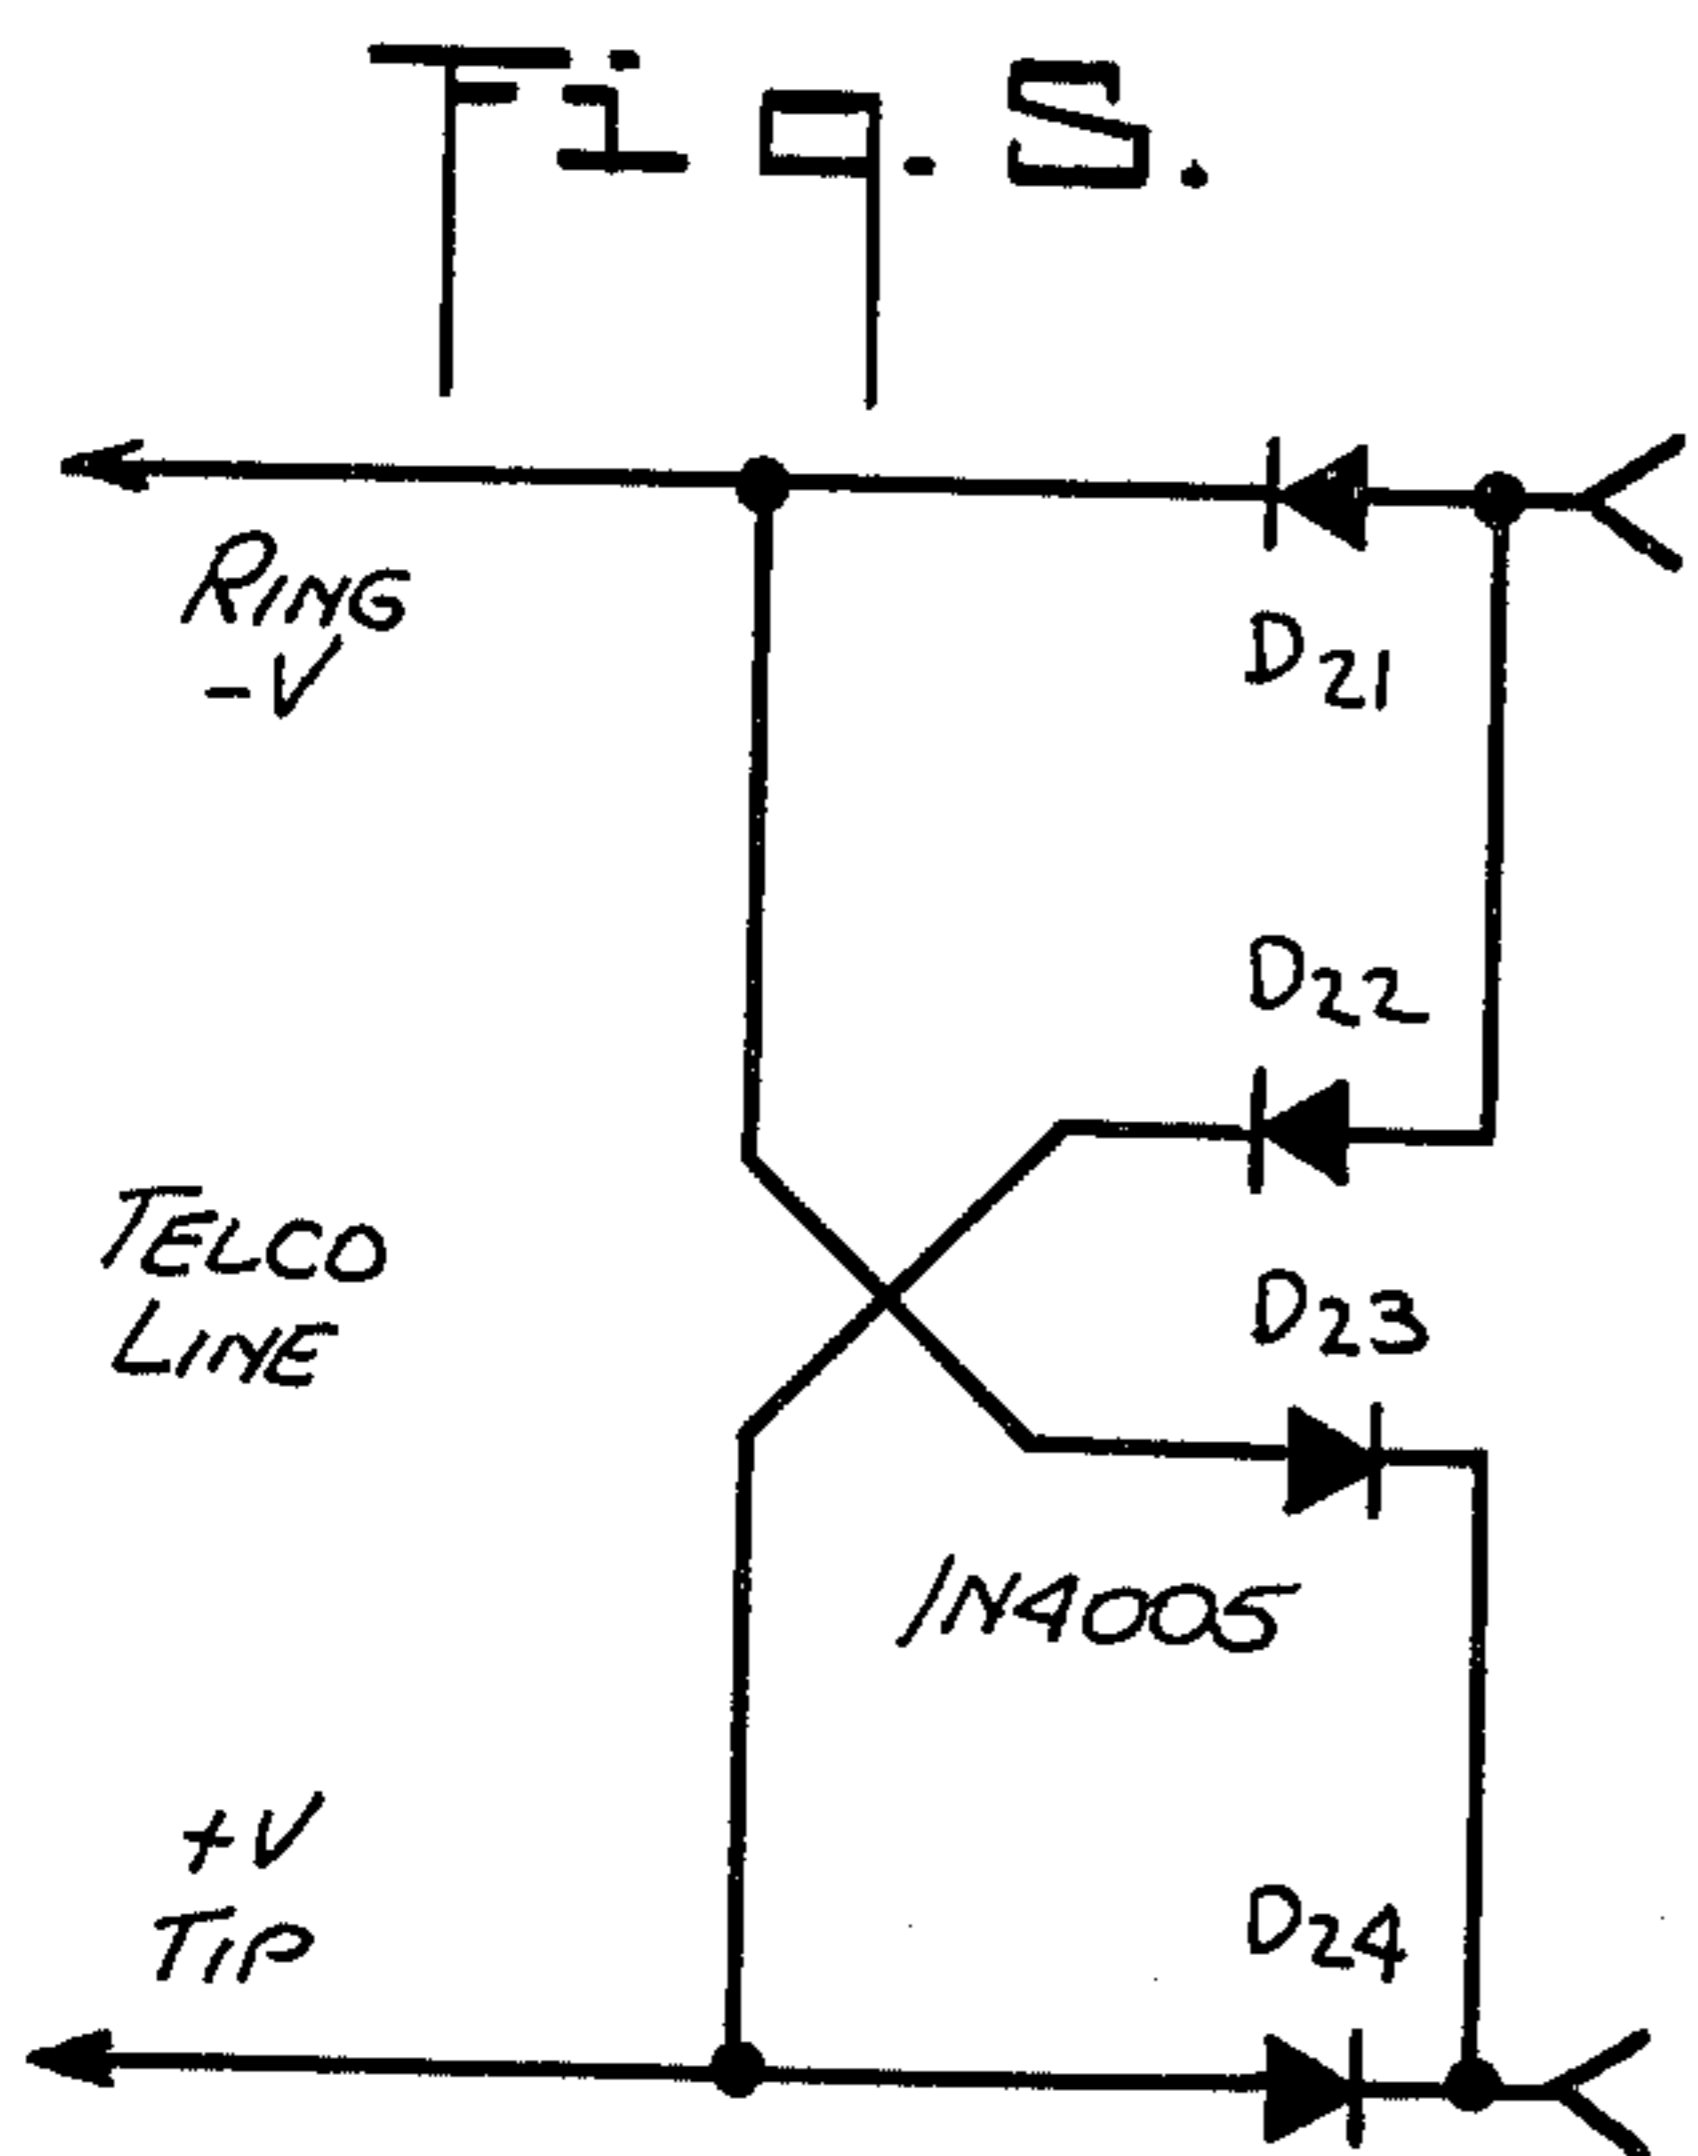 Fig. 5.
RING
-V
D21
D22
TELCO
LINE
D23
1N4005
+V
TIP
D24